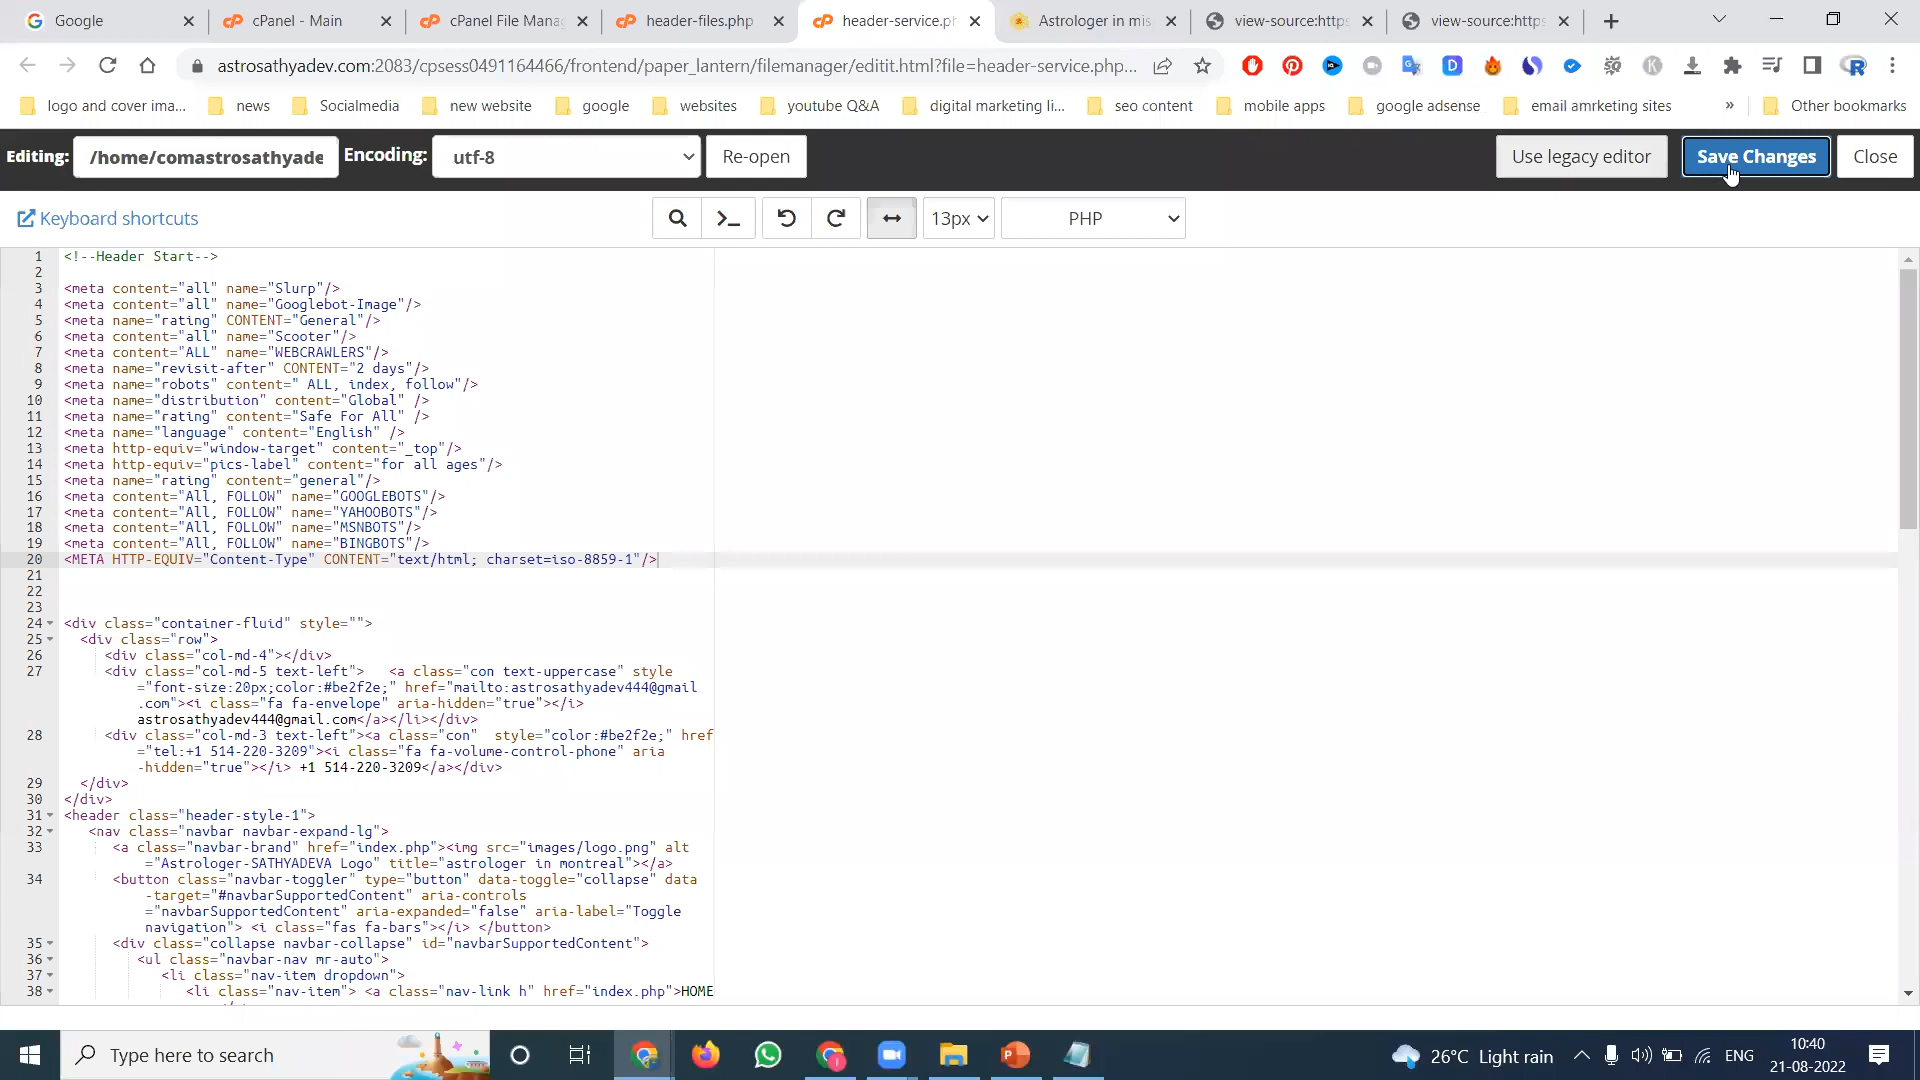 Google
cPanel - Main
cPanel File Manag
header-files.php
header-service.ph
Astrologer in mis
view-source:https
view-source:https
astrosathyadev.com:2083/cpsess0491164466/frontend/paper_lantern/filemanager/editit.html?file=header-service.php...
logo and cover ima...
news
Socialmedia
new website
google
websites
youtube Q&A
digital marketing li...
seo content
mobile apps
google adsense
email amrketing sites
»
Other bookmarks
Editing: /home/comastrosathyade Encoding: utf-8 Re-open Use legacy editor Save Changes Close
Keyboard shortcuts 13px PHP
1 <!--Header Start-->
2
3 <meta content="all" name="Slurp"/>
4 <meta content="all" name="Googlebot-Image"/>
5 <meta name="rating" CONTENT="General"/>
6 <meta content="all" name="Scooter"/>
7 <meta content="ALL" name="WEBCRAWLERS"/>
8 <meta name="revisit-after" CONTENT="2 days"/>
9 <meta name="robots" content=" ALL, index, follow"/>
10 <meta name="distribution" content="Global" />
11 <meta name="rating" content="Safe For All" />
12 <meta name="language" content="English" />
13 <meta http-equiv="window-target" content="_top"/>
14 <meta http-equiv="pics-label" content="for all ages"/>
15 <meta name="rating" content="general"/>
16 <meta content="All, FOLLOW" name="GOOGLEBOTS"/>
17 <meta content="All, FOLLOW" name="YAHOOBOTS"/>
18 <meta content="All, FOLLOW" name="MSNBOTS"/>
19 <meta content="All, FOLLOW" name="BINGBOTS"/>
20 <META HTTP-EQUIV="Content-Type" CONTENT="text/html; charset=iso-8859-1"/>
21
22
23
24 <div class="container-fluid" style="">
25 <div class="row">
26 <div class="col-md-4"></div>
27 <div class="col-md-5 text-left"> <a class="con text-uppercase" style
="font-size:20px;color:#be2f2e;" href="mailto:astrosathyadev444@gmail
.com"><i class="fa fa-envelope" aria-hidden="true"></i>
astrosathyadev444@gmail.com</a></li></div>
28 <div class="col-md-3 text-left"><a class="con" style="color:#be2f2e;" href
="tel:+1 514-220-3209"><i class="fa fa-volume-control-phone" aria
-hidden="true"></i> +1 514-220-3209</a></div>
29 </div>
30 </div>
31 <header class="header-style-1">
32 <nav class="navbar navbar-expand-lg">
33 <a class="navbar-brand" href="index.php"><img src="images/logo.png" alt
="Astrologer-SATHYADEVA Logo" title="astrologer in montreal"></a>
34 <button class="navbar-toggler" type="button" data-toggle="collapse" data
-target="#navbarSupportedContent" aria-controls
="navbarSupportedContent" aria-expanded="false" aria-label="Toggle
navigation"> <i class="fas fa-bars"></i> </button>
35 <div class="collapse navbar-collapse" id="navbarSupportedContent">
36 <ul class="navbar-nav mr-auto">
37 <li class="nav-item dropdown">
38 <li class="nav-item"> <a class="nav-link h" href="index.php">HOME
Type here to search
26°C Light rain
ENG
10:40
21-08-2022